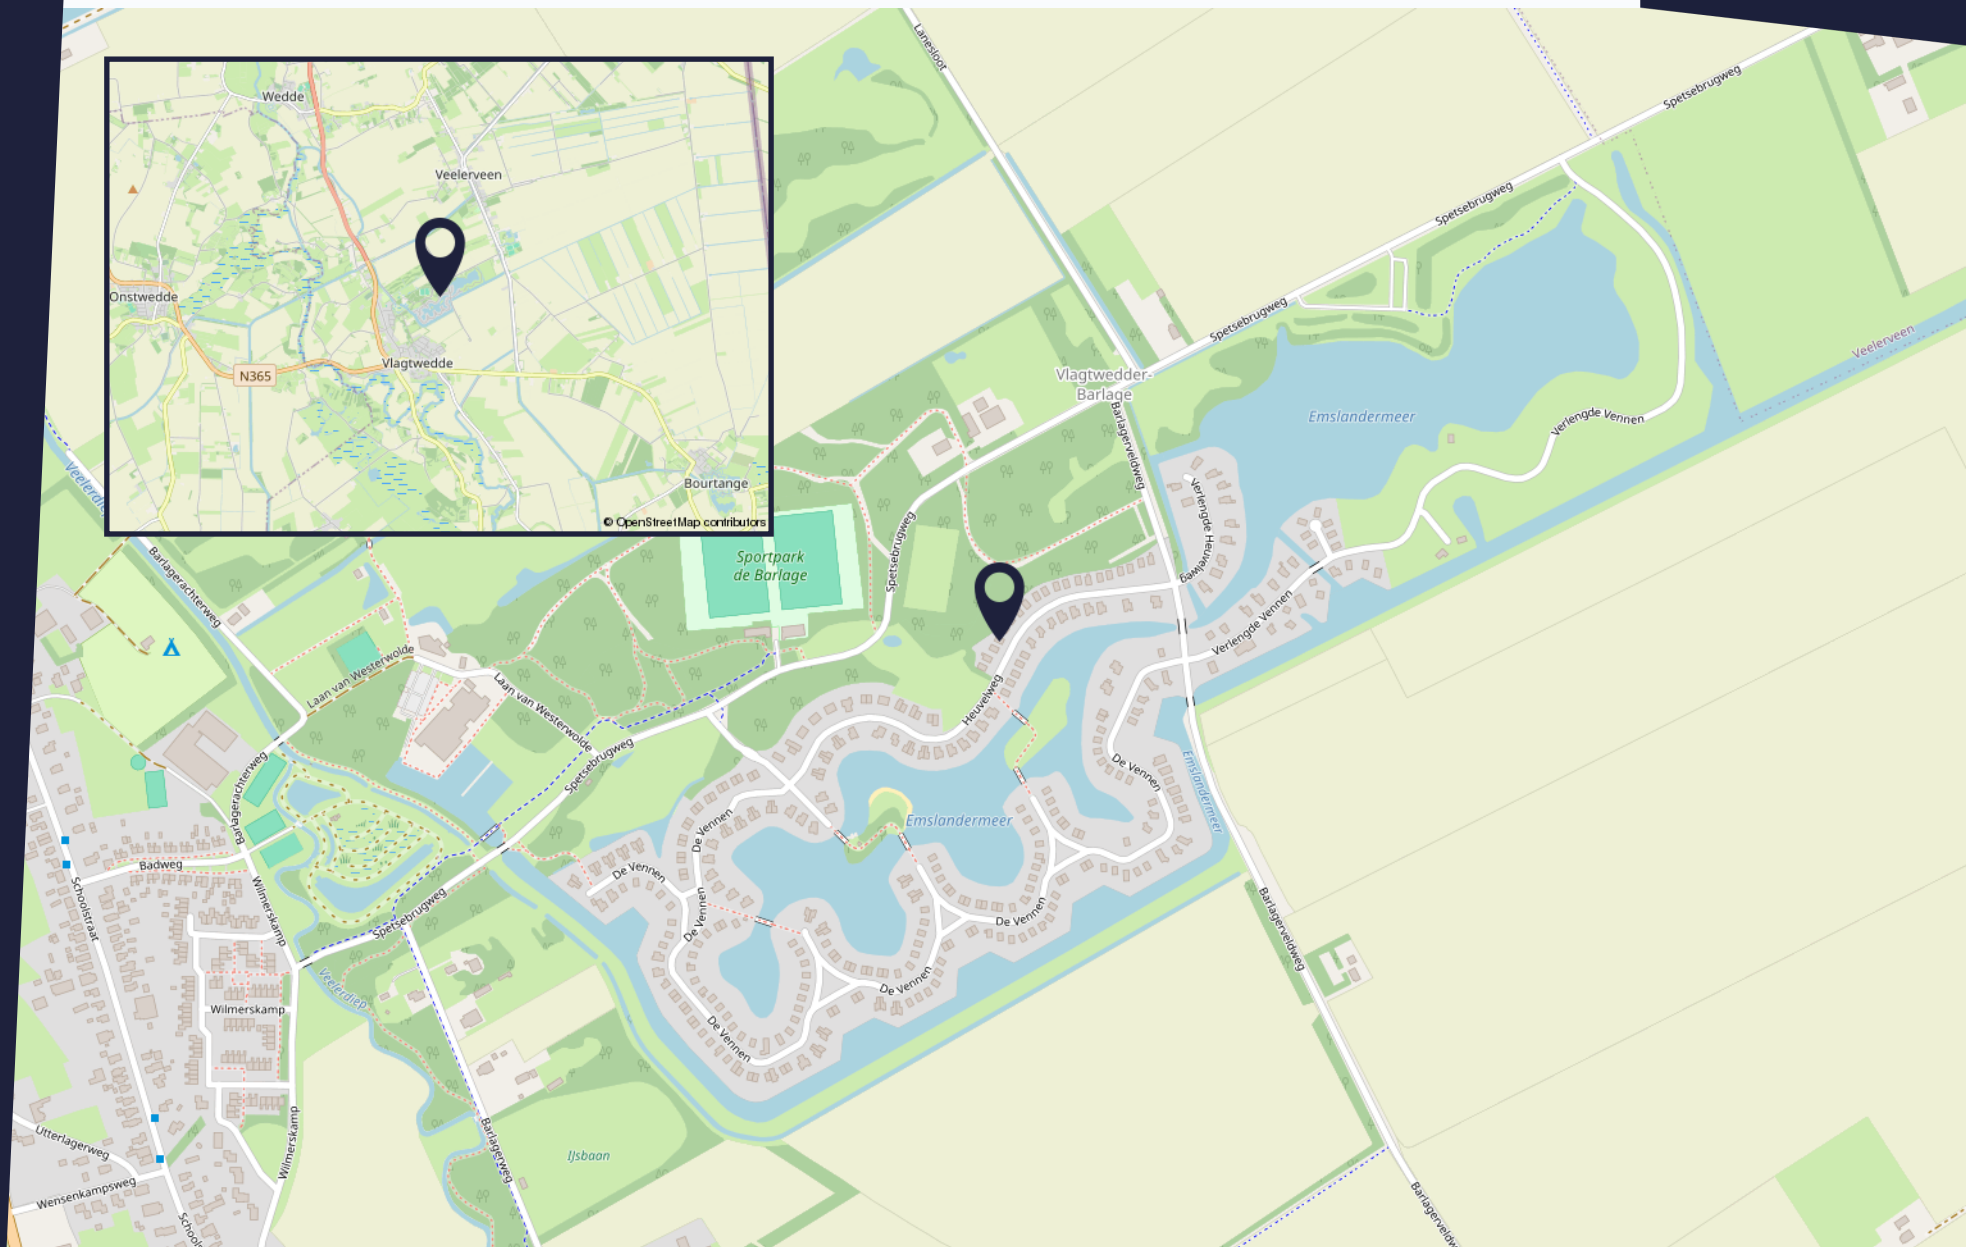 Wedde
Veelerveen
Onstwedde
N365
Vlagtwedde
Bourtange
© OpenStreetMap contributors
Lanesloot
Spetsebrugweg
Spetsebrugweg
Spetsebrugweg
Veelerveen
Vlagtwedder-
Barlage
Emslandermeer
Verlengde Vennen
Barlagerveldweg
Verlengde Heuvelweg
Verlengde Vennen
Sportpark
de Barlage
Spetsebrugweg
Barlagerachterweg
Laan van Westerwolde
Laan van Westerwolde
Heuvelweg
De Vennen
Emslandermeer
Spetsebrugweg
Barlagerachterweg
De Vennen
Emslandermeer
Badweg
De Vennen
Wilmerskamp
Schoolstraat
De Vennen
De Vennen
Spetsebrugweg
Barlagerveldweg
Veelerdiep
De Vennen
Wilmerskamp
De Vennen
Wilmerskamp
Barlagerweg
IJsbaan
Utterlagerweg
Wensenkampsweg